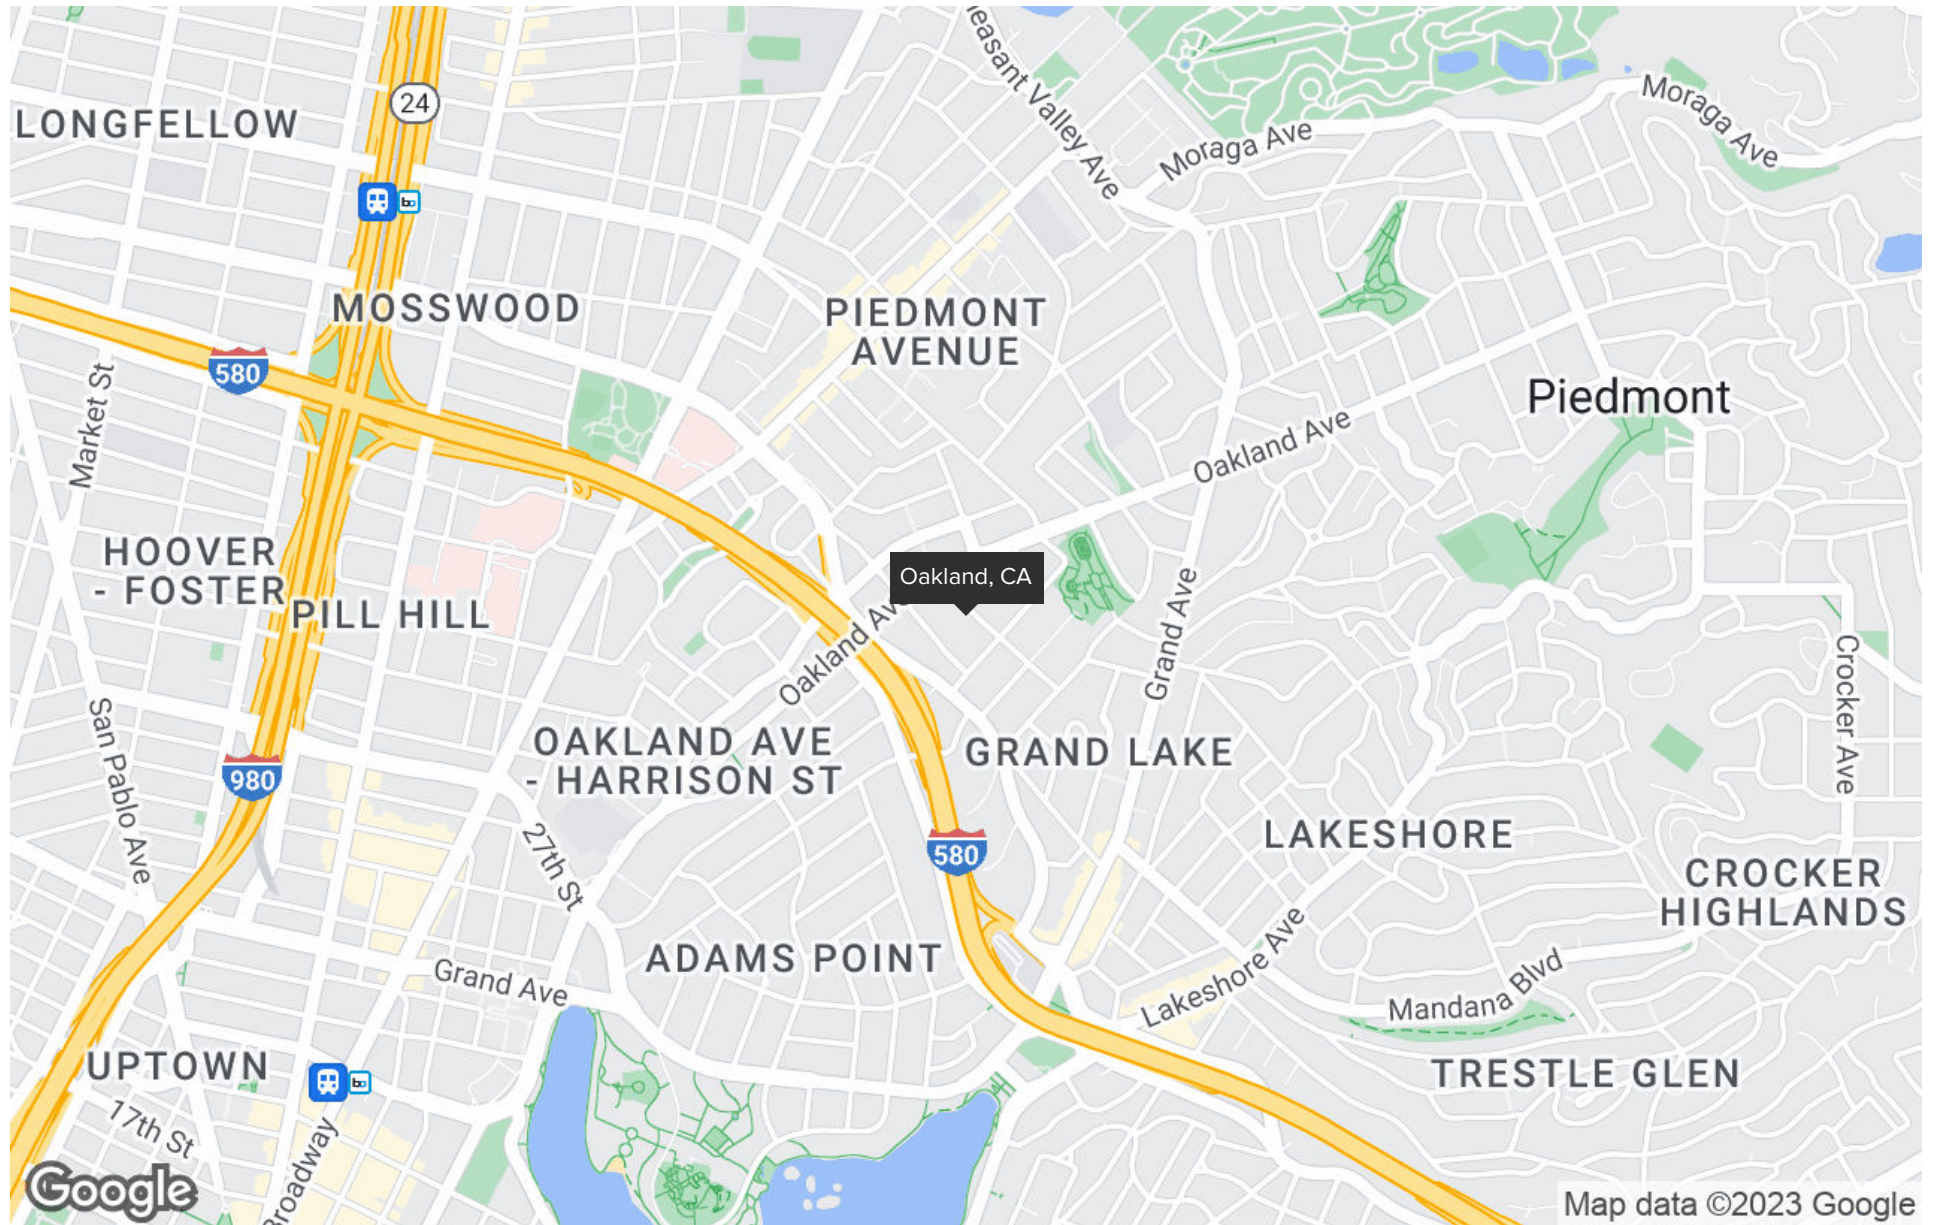 easant Valley Ave
Moraga Ave
Moraga Ave
24
LONGFELLOW
MOSSWOOD
PIEDMONT
AVENUE
580
Market St
Piedmont
Oakland Ave
HOOVER
- FOSTER
PILL HILL
Oakland, CA
Oakland Ave
Grand Ave
Crocker Ave
San Pablo Ave
980
OAKLAND AVE
- HARRISON ST
GRAND LAKE
27th St
580
LAKESHORE
CROCKER
HIGHLANDS
ADAMS POINT
Grand Ave
Lakeshore Ave
Mandana Blvd
UPTOWN
TRESTLE GLEN
17th St
Broadway
Google
Map data ©2023 Google